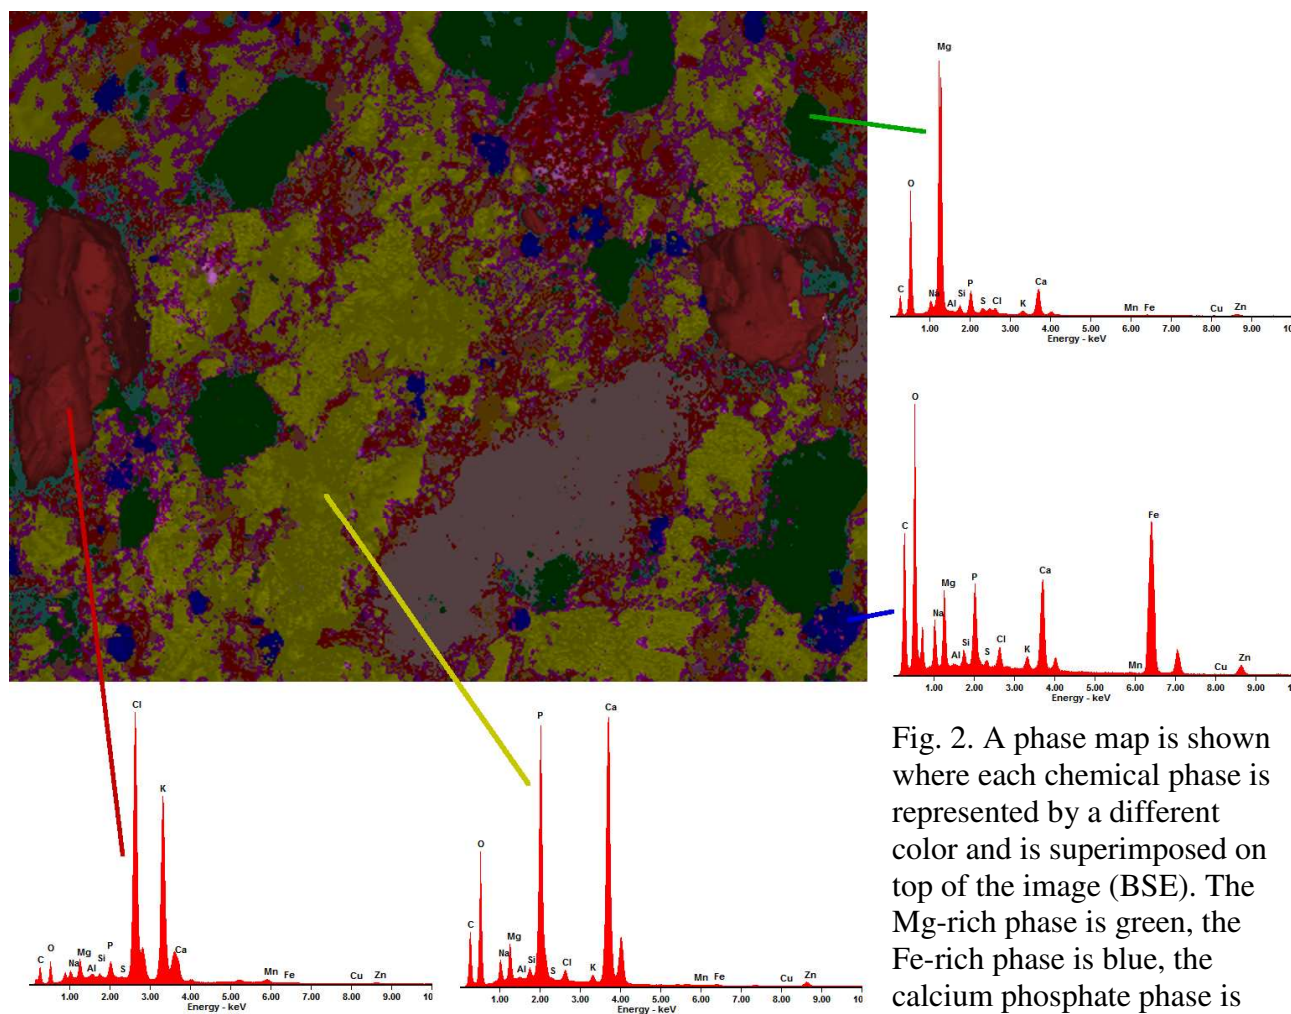 Mg
O
C
Na
Al
Si
P
S
Cl
K
Ca
Mn
Fe
Cu
Zn
1.00 2.00 3.00 4.00 5.00 6.00 7.00 8.00 9.00 10
Energy - keV
O
C
Na
Mg
Al
Si
P
S
Cl
K
Ca
Mn
Fe
Cu
Zn
1.00 2.00 3.00 4.00 5.00 6.00 7.00 8.00 9.00 10
Energy - keV
C
O
Na
Mg
Al
Si
P
S
Cl
K
Ca
Mn
Fe
Cu
Zn
1.00 2.00 3.00 4.00 5.00 6.00 7.00 8.00 9.00 10
Energy - keV
C
O
Na
Mg
Al
Si
P
S
Cl
K
Ca
Mn
Fe
Cu
Zn
1.00 2.00 3.00 4.00 5.00 6.00 7.00 8.00 9.00 10
Energy - keV
Fig. 2. A phase map is shown
where each chemical phase is
represented by a different
color and is superimposed on
top of the image (BSE). The
Mg-rich phase is green, the
Fe-rich phase is blue, the
calcium phosphate phase is